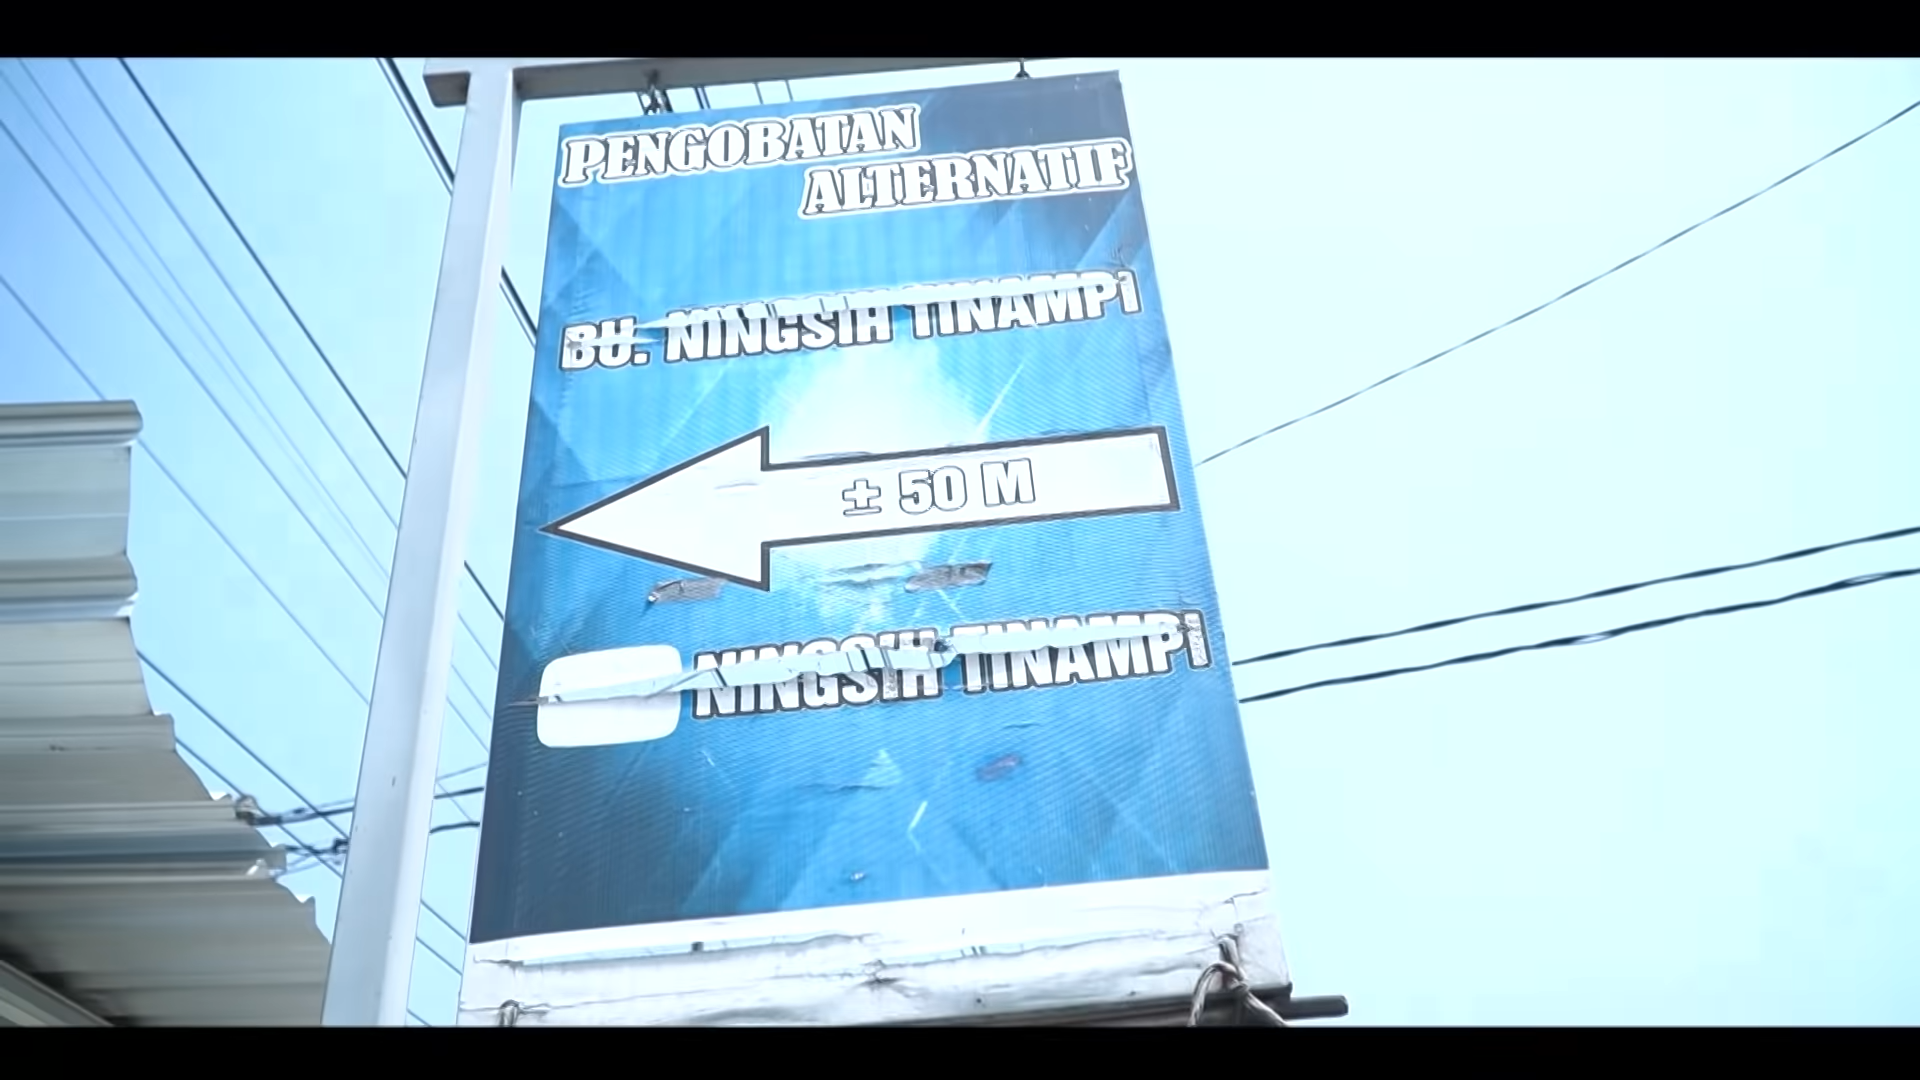 PENGOBATAN
ALTERNATIF
BU. NINGSIH TINAMPI
± 50 M
NINGSIH TINAMPI